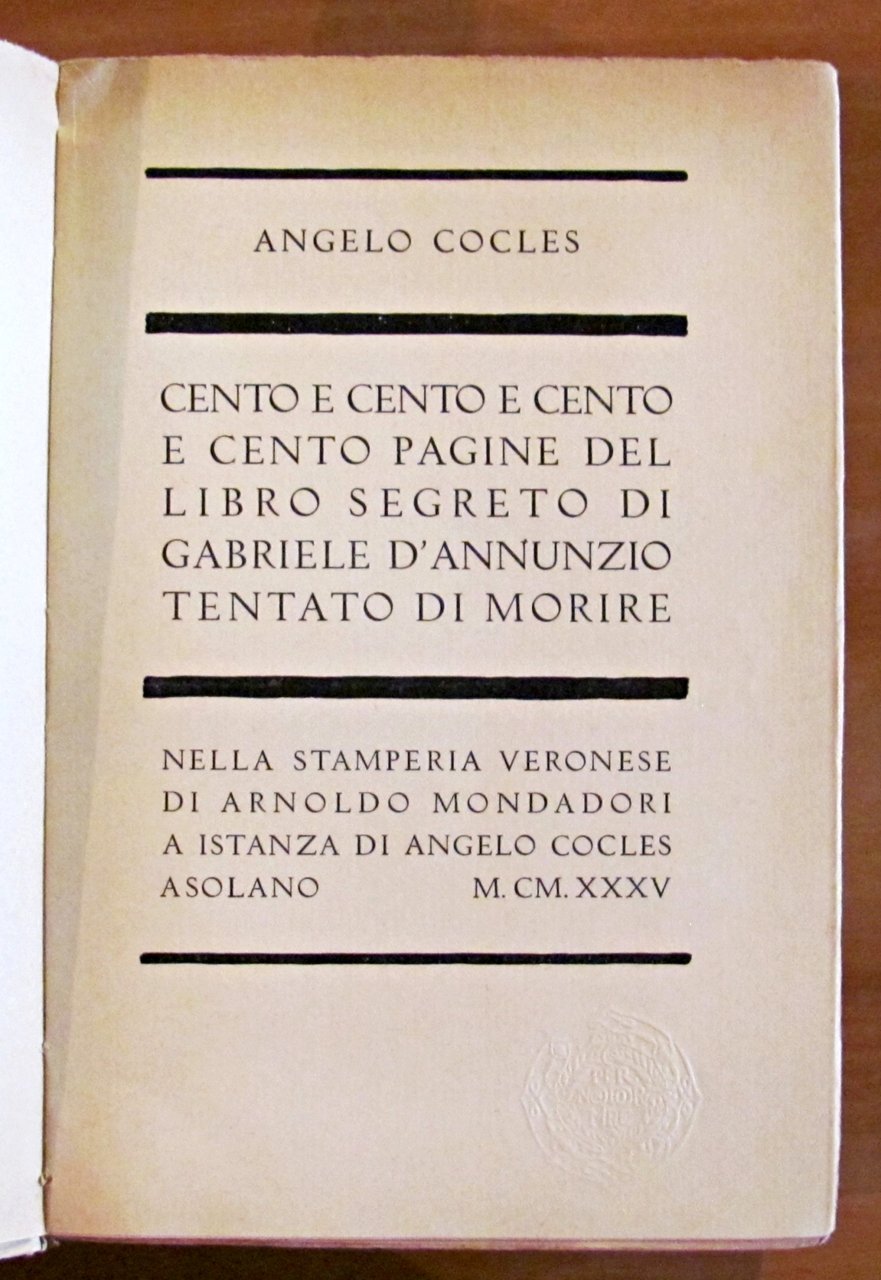 ANGELO COCLES
CENTO E CENTO E CENTO
E CENTO PAGINE DEL
LIBRO SEGRETO DI
GABRIELE D'ANNUNZIO
TENTATO DI MORIRE
NELLA STAMPERIA VERONESE
DI ARNOLDO MONDADORI
A ISTANZA DI ANGELO COCLES
ASOLANO M. CM. XXXV
PER